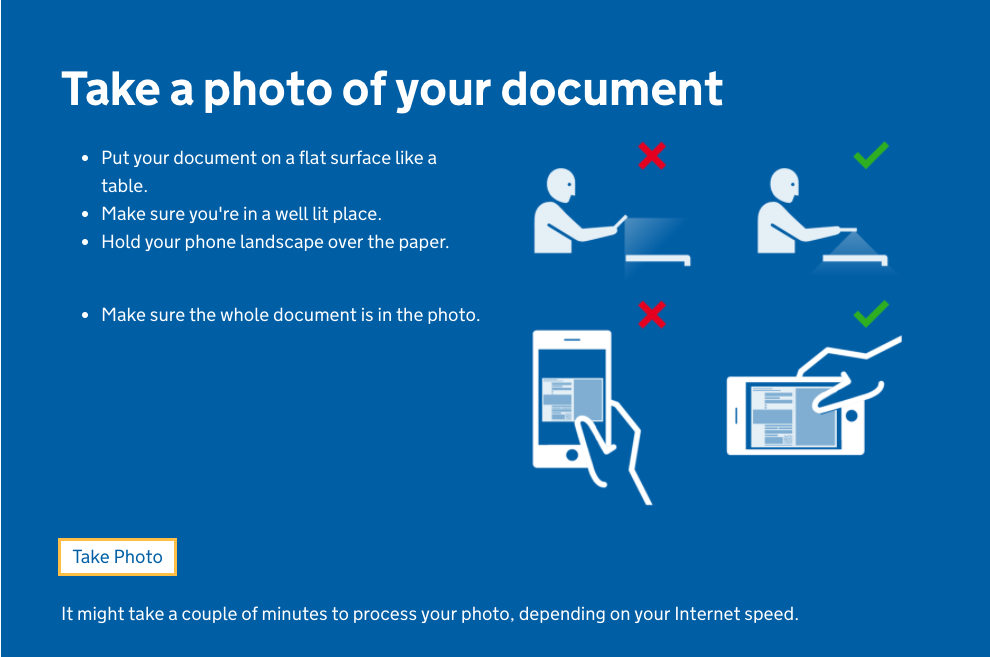 Take a photo of your document
• Put your document on a flat surface like a
table.
• Make sure you're in a well lit place.
• Hold your phone landscape over the paper.
• Make sure the whole document is in the photo.
Take Photo
It might take a couple of minutes to process your photo, depending on your Internet speed.